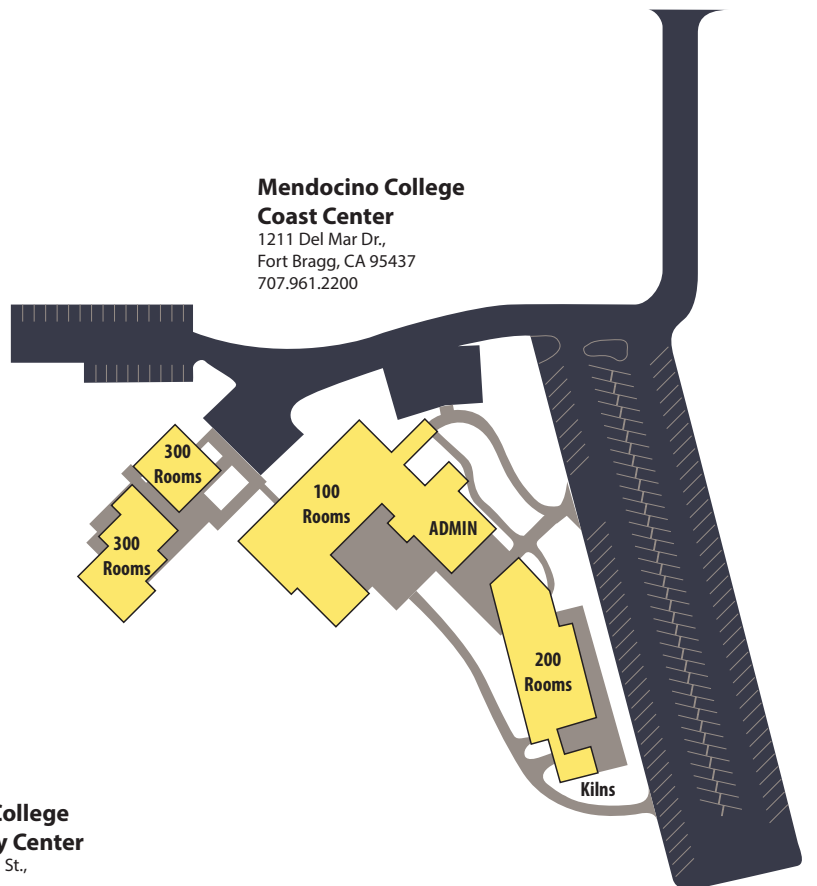 Mendocino College
Coast Center
1211 Del Mar Dr.,
Fort Bragg, CA 95437
707.961.2200
300
Rooms
100
Rooms
ADMIN
300
Rooms
200
Rooms
Kilns
College
Center
St.,